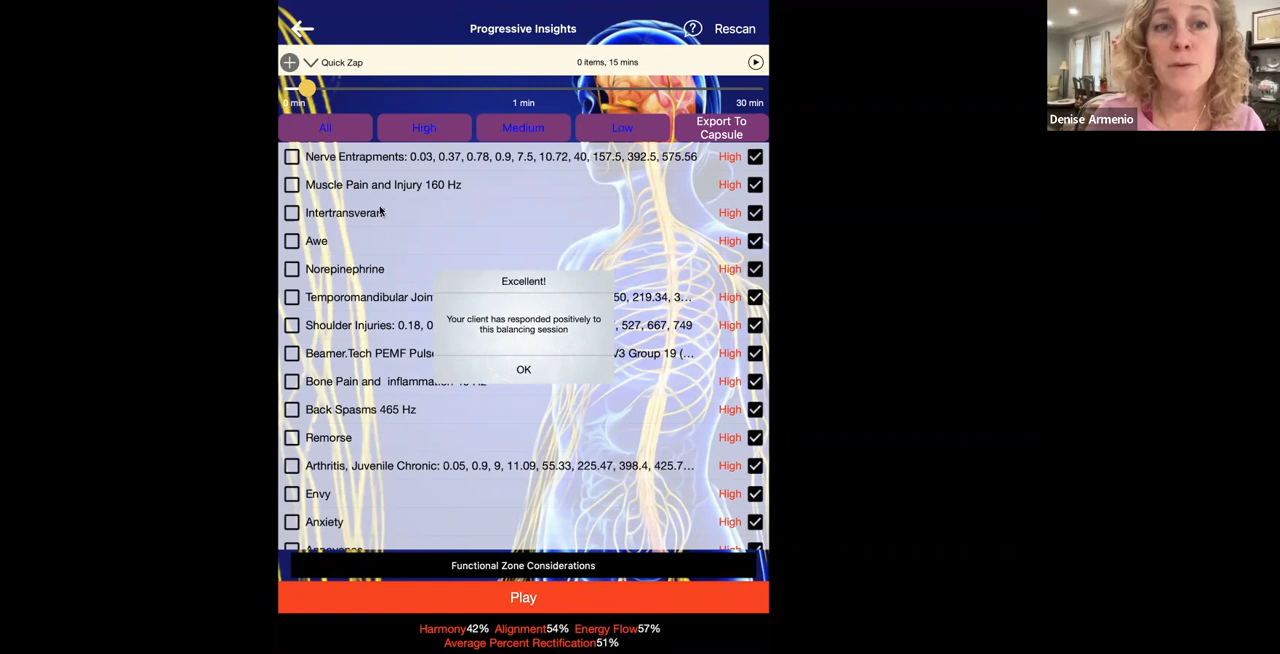 Progressive Insights
Rescan
Quick Zap
0 items, 15 mins
0 min
1 min
30 min
All
High
Medium
Low
Export To
Capsule
Nerve Entrapments: 0.03, 0.37, 0.78, 0.9, 7.5, 10.72, 40, 157.5, 392.5, 575.56 High
Muscle Pain and Injury 160 Hz High
Intertransveran High
Awe High
Norepinephrine High
Temporomandibular Join 50, 219.34, 3... High
Shoulder Injuries: 0.18, 0 , 527, 667, 749 High
Beamer.Tech PEMF Puls V3 Group 19 (... High
Bone Pain and inflamma Hz High
Back Spasms 465 Hz High
Remorse High
Arthritis, Juvenile Chronic: 0.05, 0.9, 9, 11.09, 55.33, 225.47, 398.4, 425.7... High
Envy High
Anxiety High
Excellent!
Your client has responded positively to
this balancing session
OK
Functional Zone Considerations
Play
Harmony42% Alignment54% Energy Flow57%
Average Percent Rectification51%
Denise Armenio